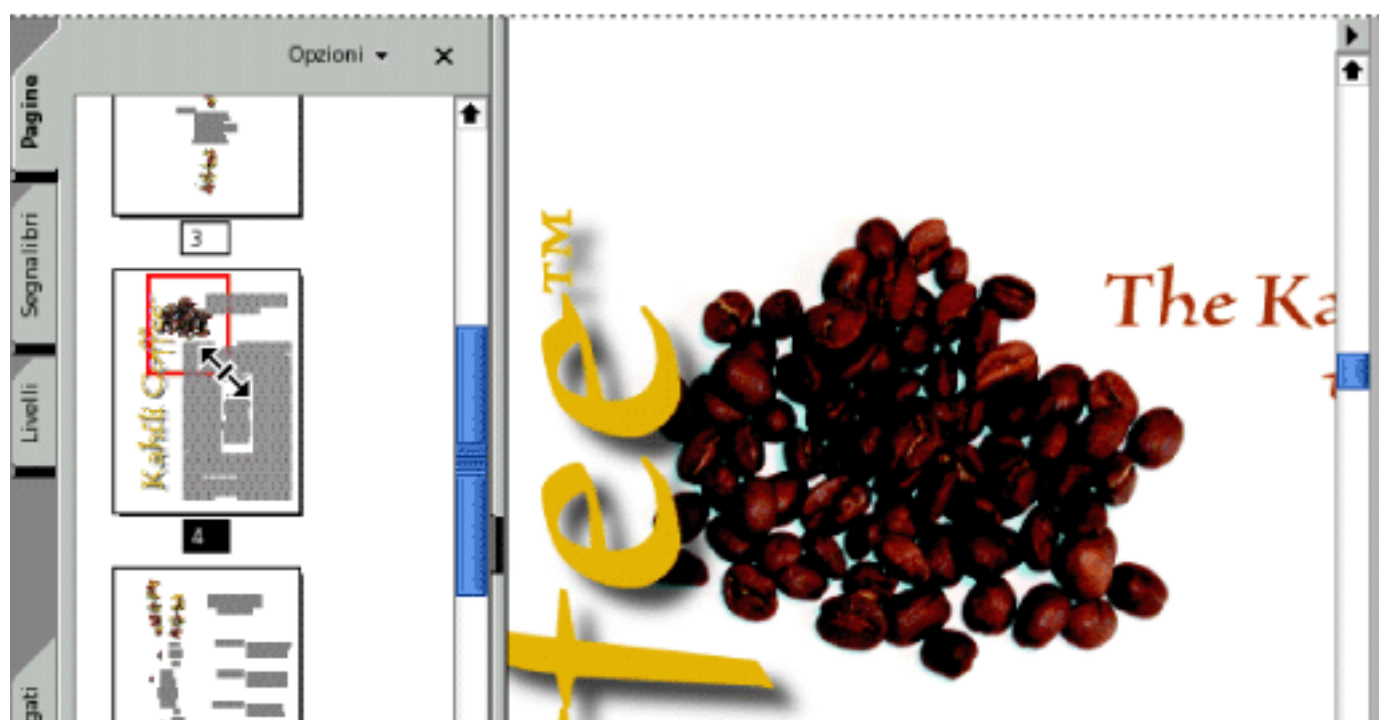 Opzioni
Pagine
Segnalibri
Livelli
gati
3
Kahili Coffee
4
fee™
The Ka
t